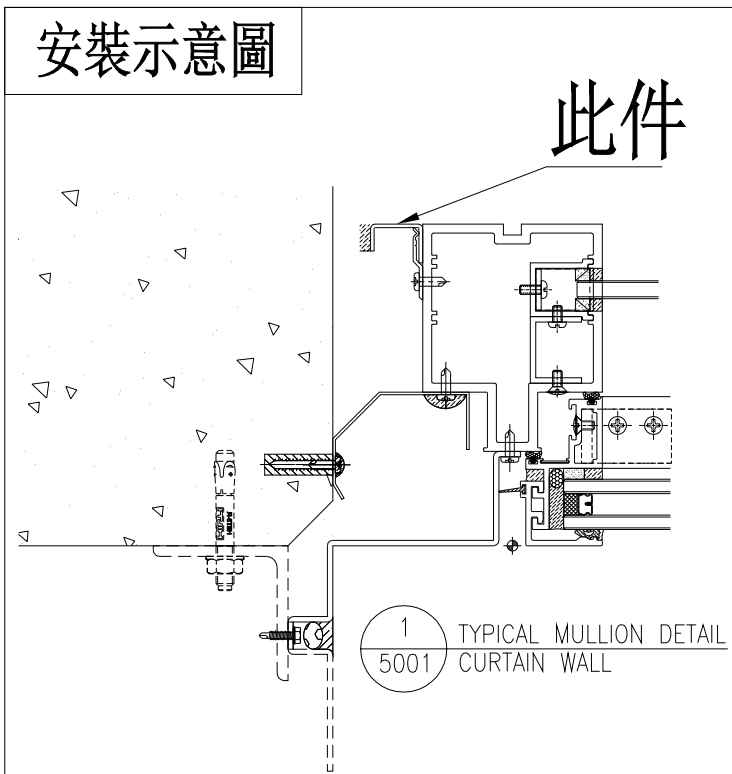 安裝示意圖
此件
1
5001
TYPICAL MULLION DETAIL
CURTAIN WALL